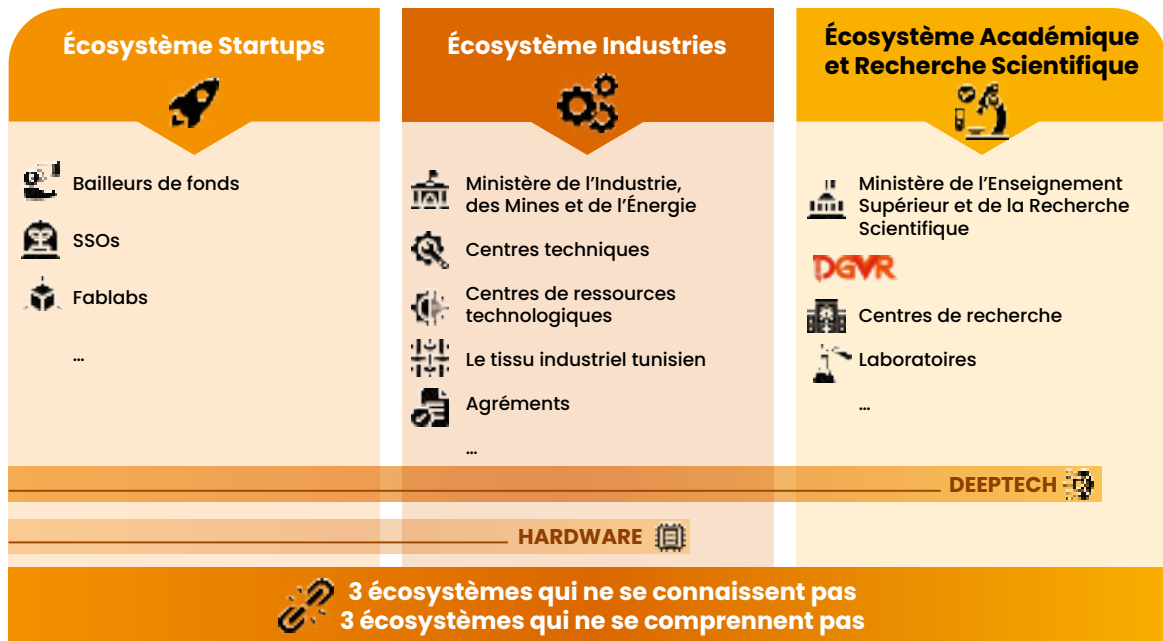 Écosystème Startups
Bailleurs de fonds
SSOs
Fablabs
...
Écosystème Industries
Ministère de l'Industrie,
des Mines et de l'Énergie
Centres techniques
Centres de ressources
technologiques
Le tissu industriel tunisien
Agréments
...
Écosystème Académique
et Recherche Scientifique
Ministère de l'Enseignement
Supérieur et de la Recherche
Scientifique
DGVR
Centres de recherche
Laboratoires
...
DEEPTECH
HARDWARE
3 écosystèmes qui ne se connaissent pas
3 écosystèmes qui ne se comprennent pas